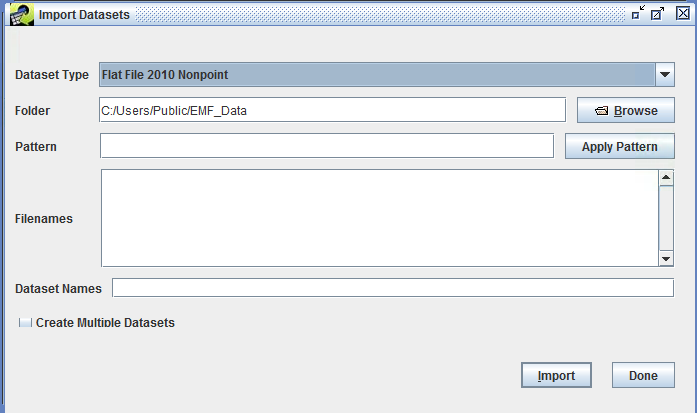 Import Datasets
Dataset Type Flat File 2010 Nonpoint
Folder C:/Users/Public/EMF_Data Browse
Pattern Apply Pattern
Filenames
Dataset Names
Create Multiple Datasets
Import Done